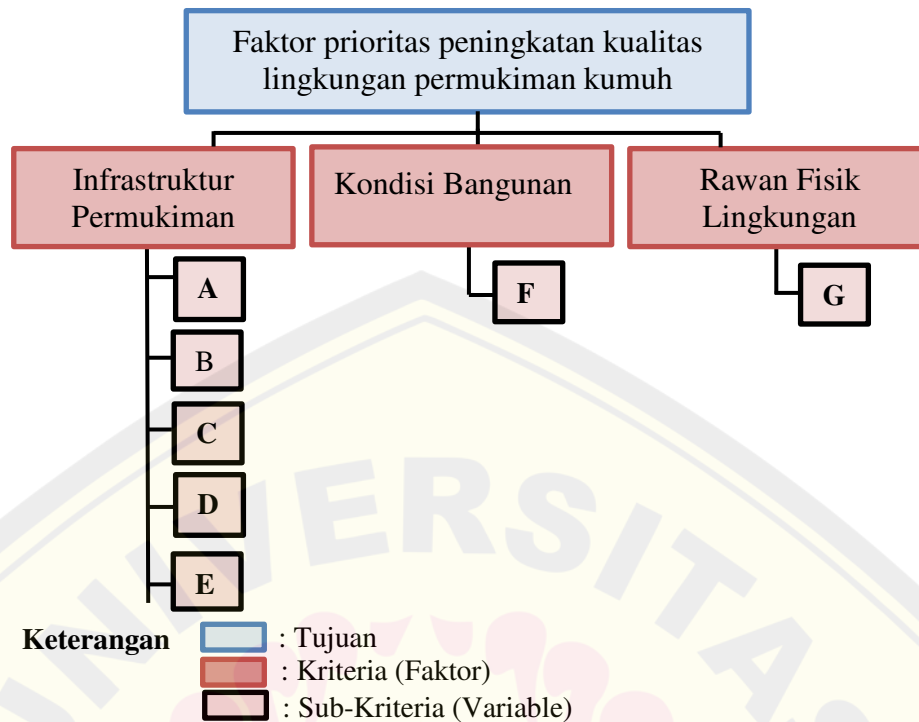 Faktor prioritas peningkatan kualitas
lingkungan permukiman kumuh
Infrastruktur
Permukiman
Kondisi Bangunan
Rawan Fisik
Lingkungan
A
B
C
D
E
F
G
Keterangan
: Tujuan
: Kriteria (Faktor)
: Sub-Kriteria (Variable)
UNIVERSITAS